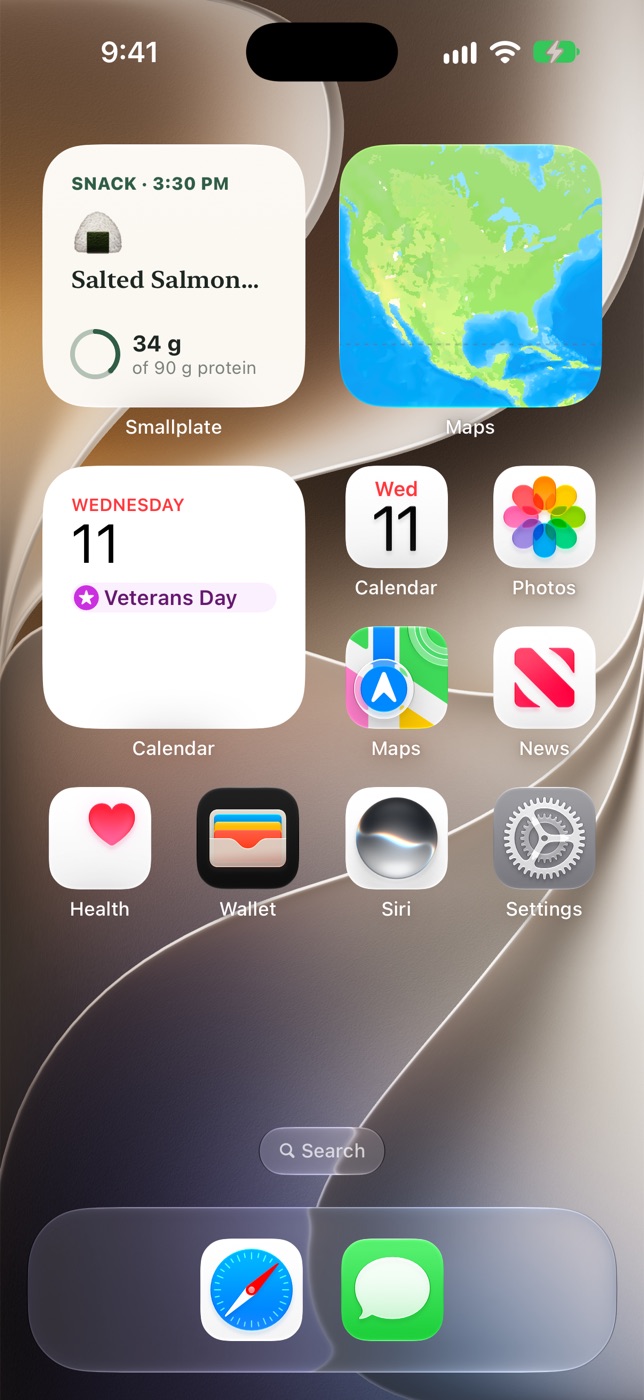 9:41
SNACK · 3:30 PM
Salted Salmon…
34 g
of 90 g protein
Smallplate
Maps
WEDNESDAY
11
Veterans Day
Calendar
Wed
11
Calendar
Photos
Maps
News
Health
Wallet
Siri
Settings
Search